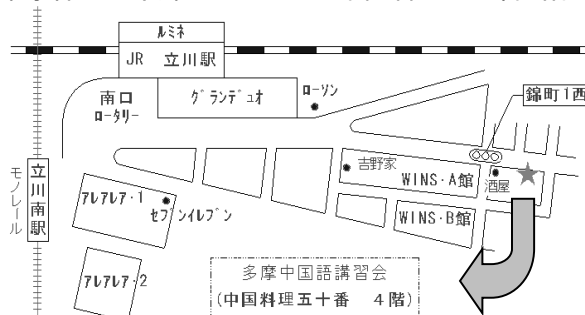 ルミネ
JR 立川駅
グランデュオ
ローソン
南口
ロータリー
錦町1西
吉野家
WINS・A館
酒屋
WINS・B館
モノレール
立川南駅
アレアレア・1
セブンイレブン
アレアレア・2
多摩中国語講習会
(中国料理五十番 4階)